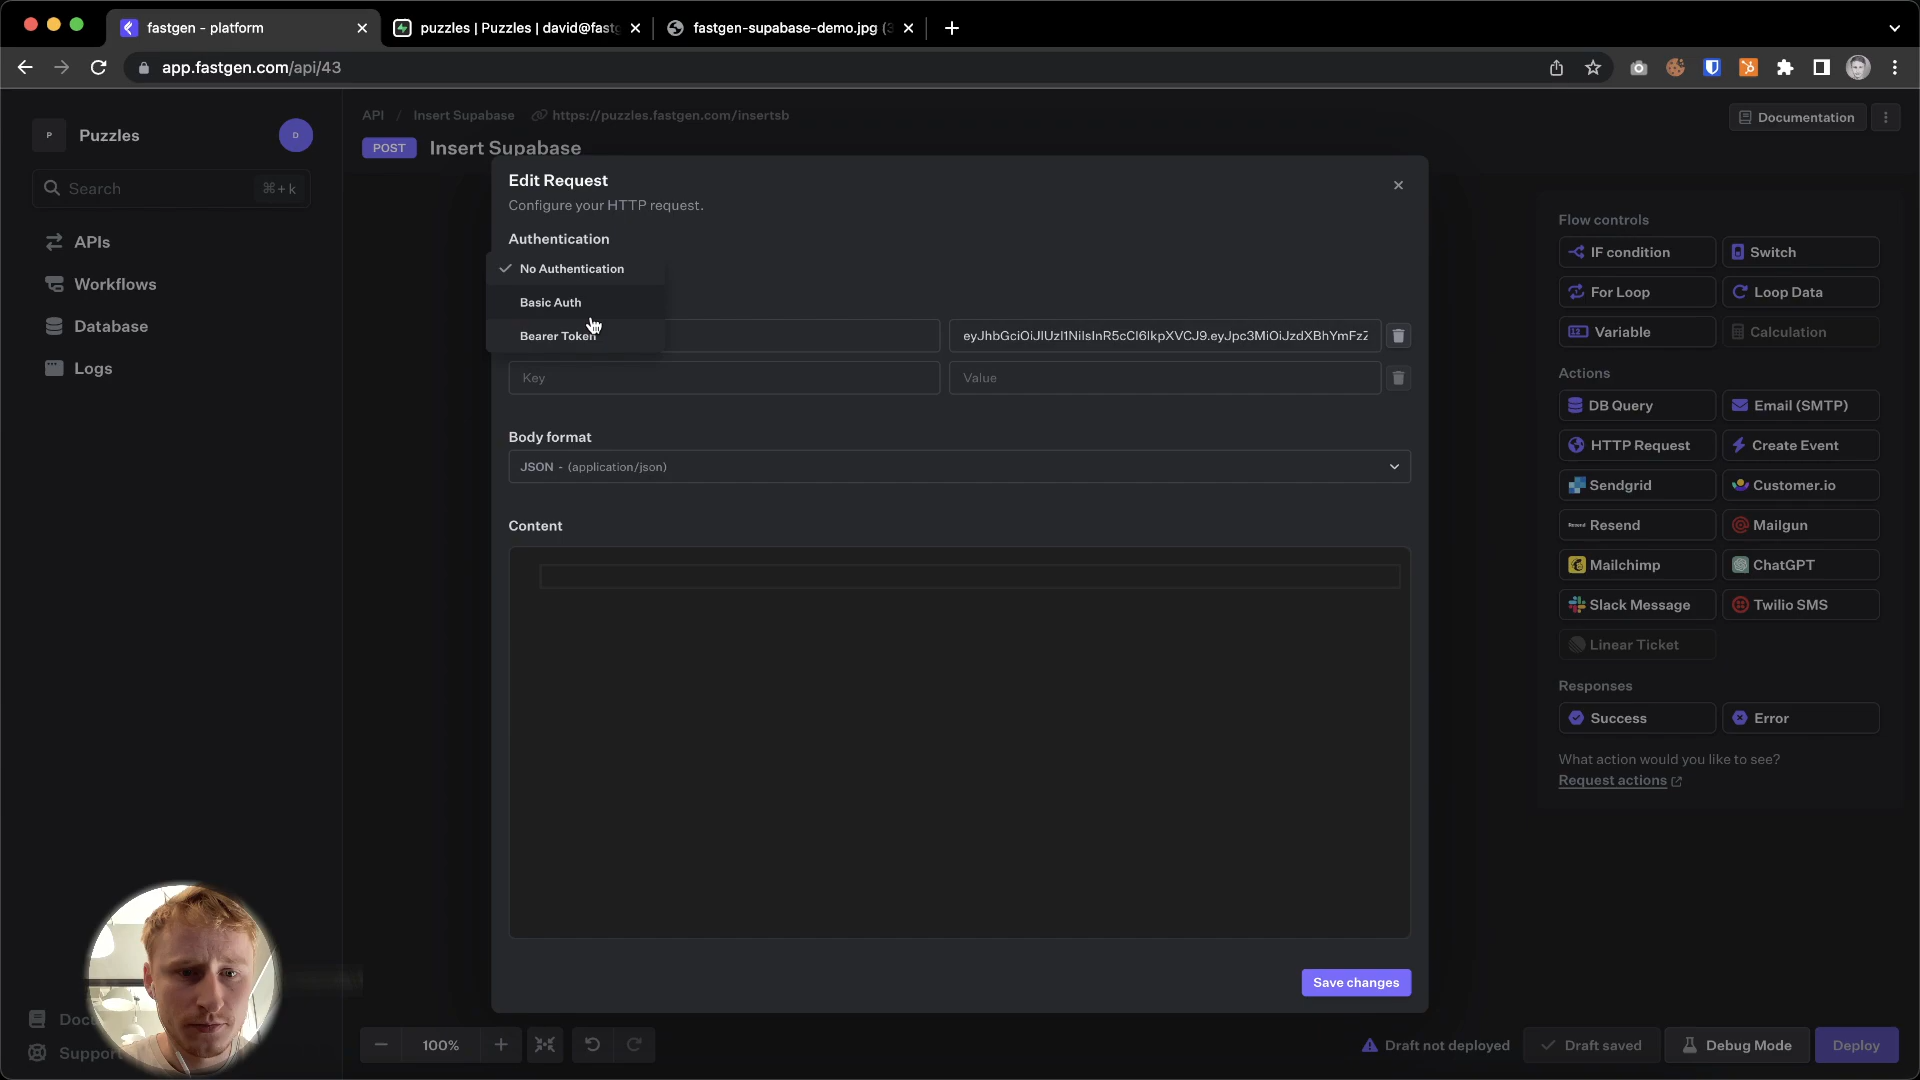 fastgen - platform
puzzles | Puzzles | david@fastg
fastgen-supabase-demo.jpg (3
app.fastgen.com/api/43
P
Puzzles
D
Search
⌘+k
APIs
Workflows
Database
Logs
Docu
Support
API / Insert Supabase https://puzzles.fastgen.com/insertsb
POST Insert Supabase
Documentation
Edit Request
Configure your HTTP request.
Authentication
No Authentication
Basic Auth
Bearer Token
Key
Value
Body format
JSON - (application/json)
Content
Save changes
Flow controls
IF condition
Switch
For Loop
Loop Data
Variable
Calculation
Actions
DB Query
Email (SMTP)
HTTP Request
Create Event
Sendgrid
Customer.io
Resend
Mailgun
Mailchimp
ChatGPT
Slack Message
Twilio SMS
Linear Ticket
Responses
Success
Error
What action would you like to see?
Request actions
100%
Draft not deployed
Draft saved
Debug Mode
Deploy